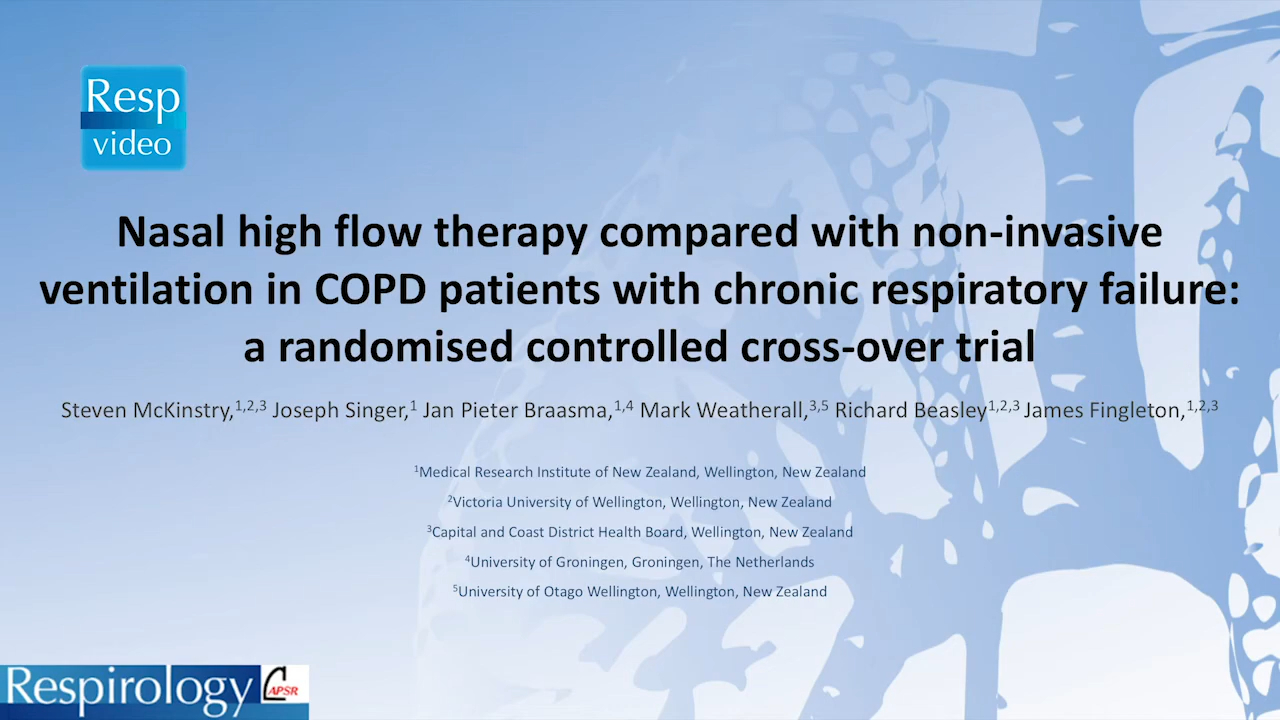 Resp
video
Nasal high flow therapy compared with non-invasive
ventilation in COPD patients with chronic respiratory failure:
a randomised controlled cross-over trial
Steven McKinstry,1,2,3 Joseph Singer,1 Jan Pieter Braasma,1,4 Mark Weatherall,3,5 Richard Beasley1,2,3 James Fingleton,1,2,3
1Medical Research Institute of New Zealand, Wellington, New Zealand
2Victoria University of Wellington, Wellington, New Zealand
3Capital and Coast District Health Board, Wellington, New Zealand
4University of Groningen, Groningen, The Netherlands
5University of Otago Wellington, Wellington, New Zealand
Respirology APSR